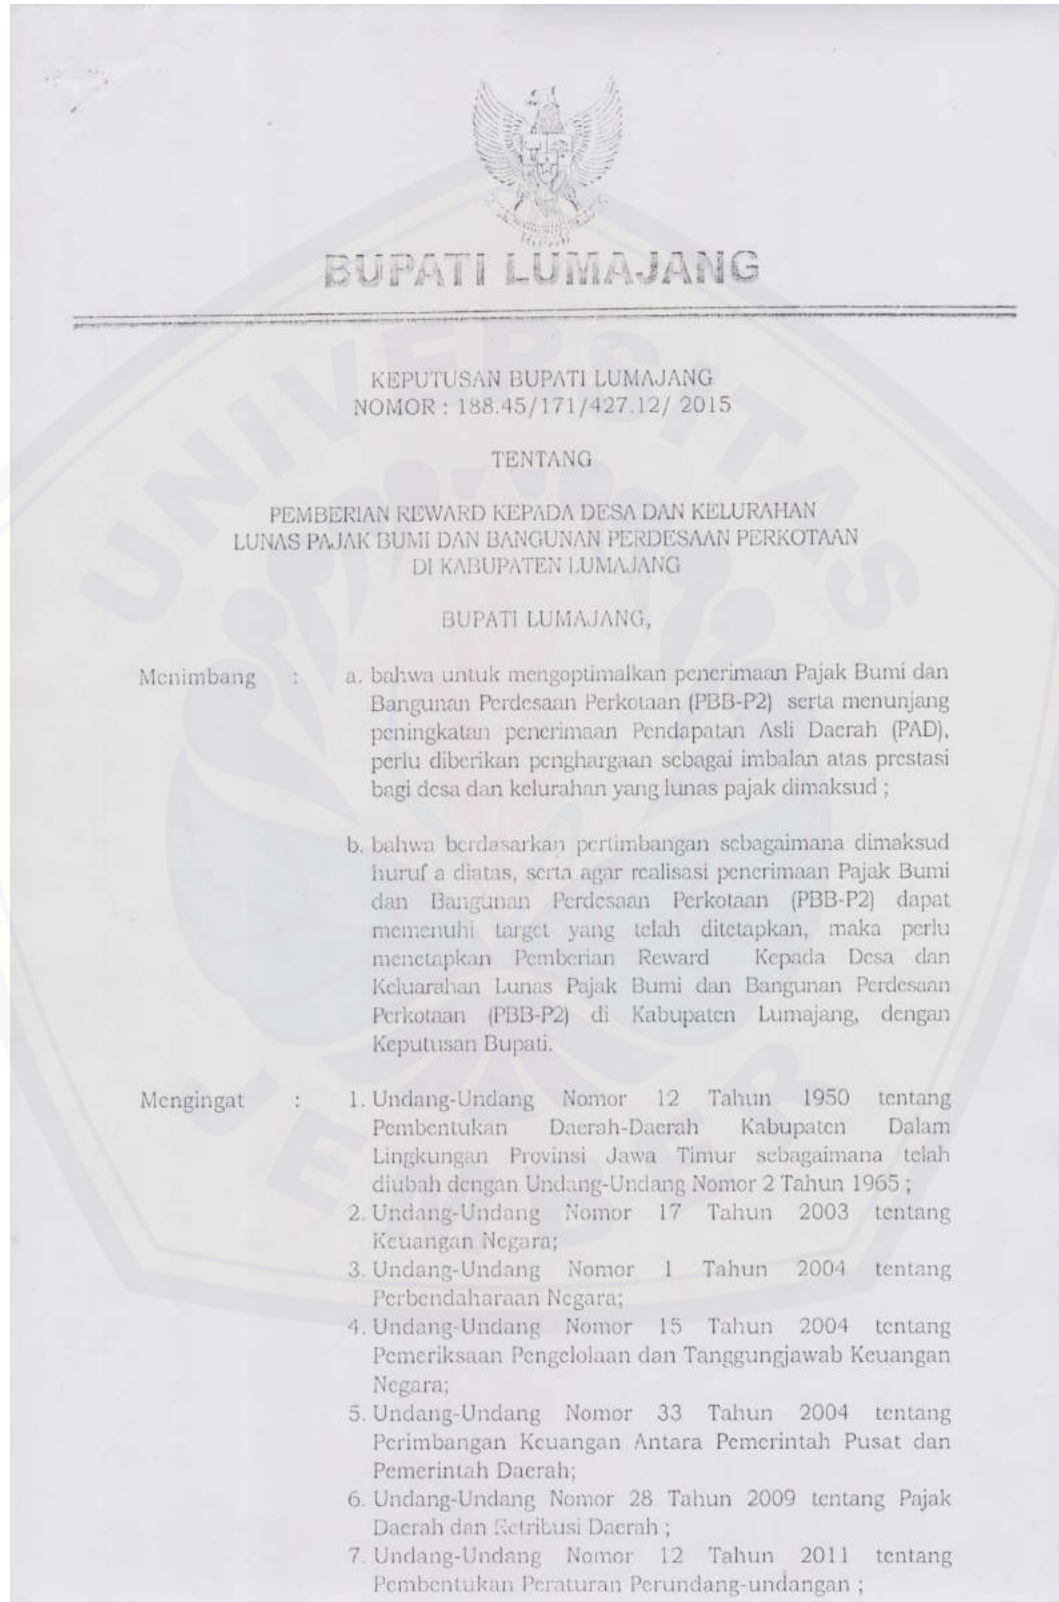 BUPATI LUMAJANG
KEPUTUSAN BUPATI LUMAJANG
NOMOR : 188.45/171/427.12/ 2015
TENTANG
PEMBERIAN REWARD KEPADA DESA DAN KELURAHAN
LUNAS PAJAK BUMI DAN BANGUNAN PERDESAAN PERKOTAAN
DI KABUPATEN LUMAJANG
BUPATI LUMAJANG,
Menimbang : a. bahwa untuk mengoptimalkan penerimaan Pajak Bumi dan
Bangunan Perdesaan Perkotaan (PBB-P2) serta menunjang
peningkatan penerimaan Pendapatan Asli Daerah (PAD),
perlu diberikan penghargaan sebagai imbalan atas prestasi
bagi desa dan kelurahan yang lunas pajak dimaksud ;
b. bahwa berdasarkan pertimbangan sebagaimana dimaksud
huruf a diatas, serta agar realisasi penerimaan Pajak Bumi
dan Bangunan Perdesaan Perkotaan (PBB-P2) dapat
memenuhi target yang telah ditetapkan, maka perlu
menetapkan Pemberian Reward Kepada Desa dan
Keluarahan Lunas Pajak Bumi dan Bangunan Perdesaan
Perkotaan (PBB-P2) di Kabupaten Lumajang, dengan
Keputusan Bupati.
Mengingat : 1. Undang-Undang Nomor 12 Tahun 1950 tentang
Pembentukan Daerah-Daerah Kabupaten Dalam
Lingkungan Provinsi Jawa Timur sebagaimana telah
diubah dengan Undang-Undang Nomor 2 Tahun 1965 ;
2. Undang-Undang Nomor 17 Tahun 2003 tentang
Keuangan Negara;
3. Undang-Undang Nomor 1 Tahun 2004 tentang
Perbendaharaan Negara;
4. Undang-Undang Nomor 15 Tahun 2004 tentang
Pemeriksaan Pengelolaan dan Tanggungjawab Keuangan
Negara;
5. Undang-Undang Nomor 33 Tahun 2004 tentang
Perimbangan Keuangan Antara Pemerintah Pusat dan
Pemerintah Daerah;
6. Undang-Undang Nomor 28 Tahun 2009 tentang Pajak
Daerah dan Retribusi Daerah ;
7. Undang-Undang Nomor 12 Tahun 2011 tentang
Pembentukan Peraturan Perundang-undangan ;
UNIVERSITAS
JEMBER